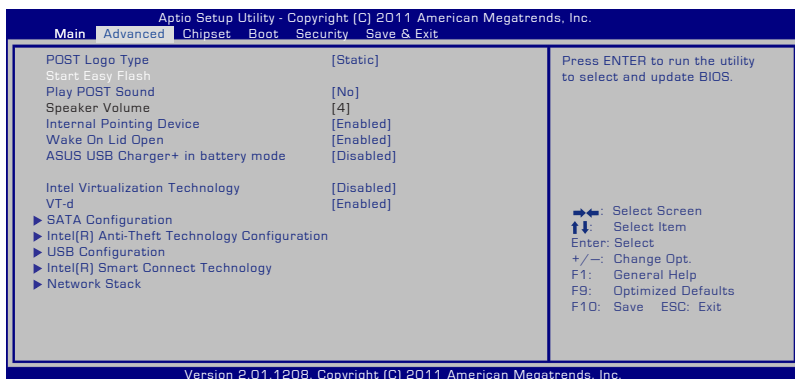 Aptio Setup Utility - Copyright (C) 2011 American Megatrends, Inc.
Main Advanced Chipset Boot Security Save & Exit
POST Logo Type [Static]
Start Easy Flash
Play POST Sound [No]
Speaker Volume [4]
Internal Pointing Device [Enabled]
Wake On Lid Open [Enabled]
ASUS USB Charger+ in battery mode [Disabled]
Intel Virtualization Technology [Disabled]
VT-d [Enabled]
SATA Configuration
Intel(R) Anti-Theft Technology Configuration
USB Configuration
Intel(R) Smart Connect Technology
Network Stack
Press ENTER to run the utility
to select and update BIOS.
→←: Select Screen
↑↓: Select Item
Enter: Select
+/—: Change Opt.
F1: General Help
F9: Optimized Defaults
F10: Save ESC: Exit
Version 2.01.1208. Copyright (C) 2011 American Megatrends, Inc.